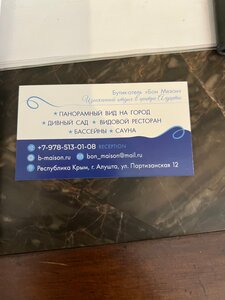 Бутик-отель «Бон Мезон»
Изысканный отдых в центре Алушты
★ ПАНОРАМНЫЙ ВИД НА ГОРОД
★ ДИВНЫЙ САД ★ ВИДОВОЙ РЕСТОРАН
★ БАССЕЙНЫ ★ САУНА
+7-978-513-01-08 RECEPTION
b-maison.ru bon_maison@mail.ru
Республика Крым, г. Алушта, ул. Партизанская 12